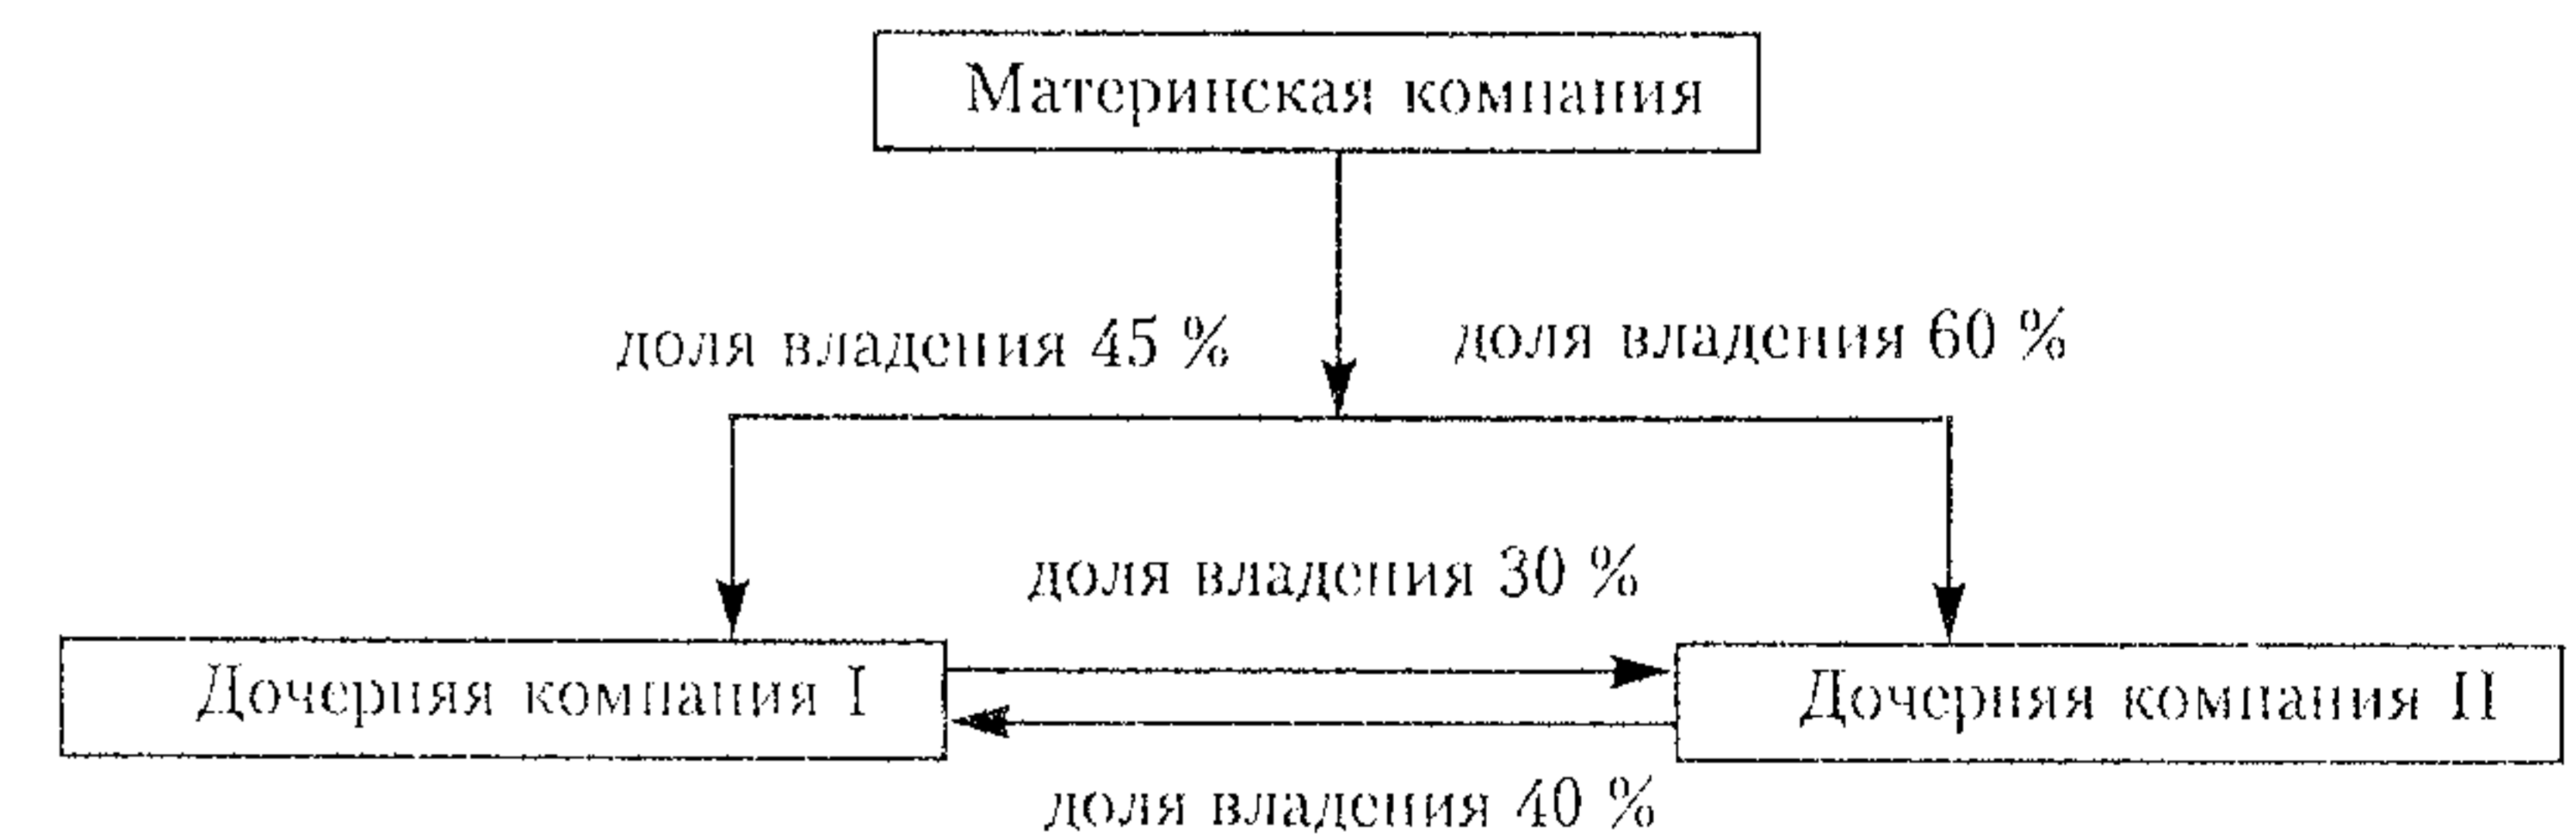 Материнская компания
доля владения 45 %
доля владения 60 %
доля владения 30 %
Дочерняя компания I
Дочерняя компания II
доля владения 40 %